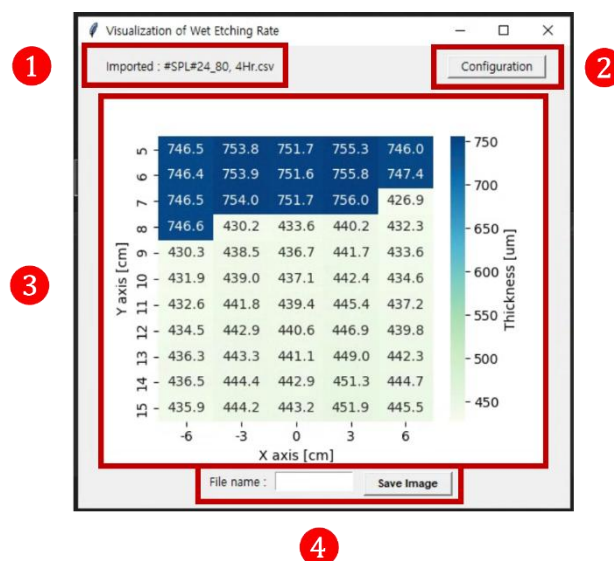 Visualization of Wet Etching Rate
1
Imported : #SPL#24_80, 4Hr.csv
Configuration
2
3
5 746.5 753.8 751.7 755.3 746.0
6 746.4 753.9 751.6 755.8 747.4
7 746.5 754.0 751.7 756.0 426.9
8 746.6 430.2 433.6 440.2 432.3
9 430.3 438.5 436.7 441.7 433.6
10 431.9 439.0 437.1 442.4 434.6
11 432.6 441.8 439.4 445.4 437.2
12 434.5 442.9 440.6 446.9 439.8
13 436.3 443.3 441.1 449.0 442.3
14 436.5 444.4 442.9 451.3 444.7
15 435.9 444.2 443.2 451.9 445.5
-6 -3 0 3 6
X axis [cm]
Y axis [cm]
750
700
650
600
550
500
450
Thickness [um]
File name :
Save Image
4